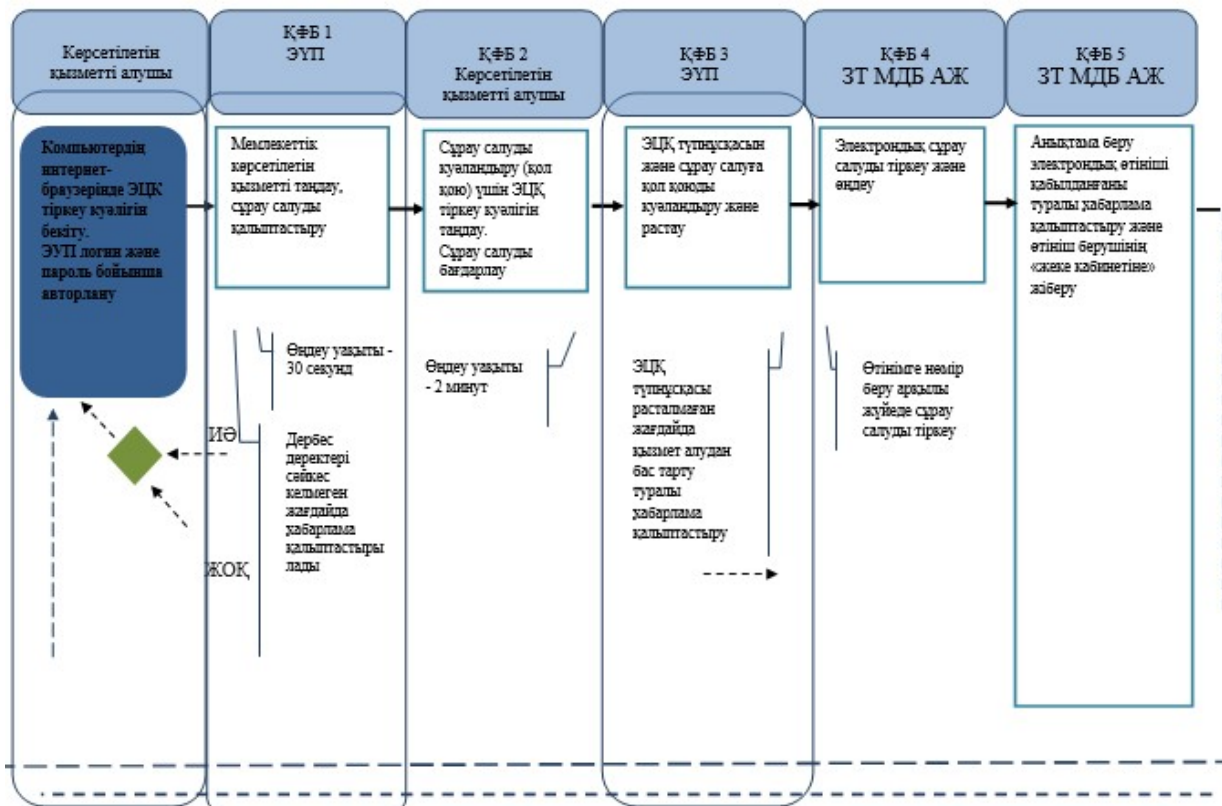 Көрсетілетін
қызметті алушы
ҚФБ 1
ЭҮП
ҚФБ 2
Көрсетілетін
қызметті алушы
ҚФБ 3
ЭҮП
ҚФБ 4
ЗТ МДБ АЖ
ҚФБ 5
ЗТ МДБ АЖ
Компьютердің
интернет-
браузерінде ЭЦҚ
тіркеу куәлігін
бекіту.
ЭҮП логин және
пароль бойынша
авторлану
Мемлекеттік
көрсетілетін
қызметті таңдау,
сұрау салуды
қалыптастыру
Сұрау салуды
куәландыру (қол
қою) үшін ЭЦҚ
тіркеу куәлігін
таңдау.
Сұрау салуды
бағдарлау
ЭЦҚ түпнұсқасын
және сұрау салуға
қол қоюды
куәландыру және
растау
Электрондық сұрау
салуды тіркеу және
өңдеу
Анықтама беру
электрондық өтініші
қабылданғаны
туралы хабарлама
қалыптастыру және
өтініш берушінің
«жеке кабинетіне»
жіберу
Өңдеу уақыты -
30 секунд
Өңдеу уақыты
- 2 минут
ЭЦҚ
түпнұсқасы
расталмаған
жағдайда
қызмет алудан
бас тарту
туралы
хабарлама
қалыптастыру
Өтінімге нөмір
беру арқылы
жүйеде сұрау
салуды тіркеу
ИӘ
Дербес
деректері
сәйкес
келмеген
жағдайда
хабарлама
қалыптастыры
лады
ЖОҚ